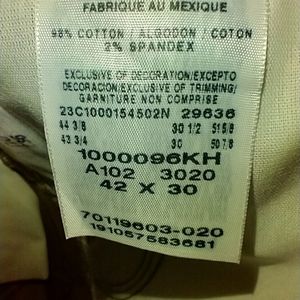 FABRIQUE AU MEXIQUE
98% COTTON / ALGODON / COTON
2% SPANDEX
EXCLUSIVE OF DECORATION/EXCEPTO
DECORACION/EXCLUSIVE OF TRIMMING/
GARNITURE NON COMPRISE
23C1000154502N 29636
44 3/8 30 1/2 51 5/8
43 3/4 30 50 7/8
1000096KH
A102 3020
42 X 30
70119603-020
191057583681